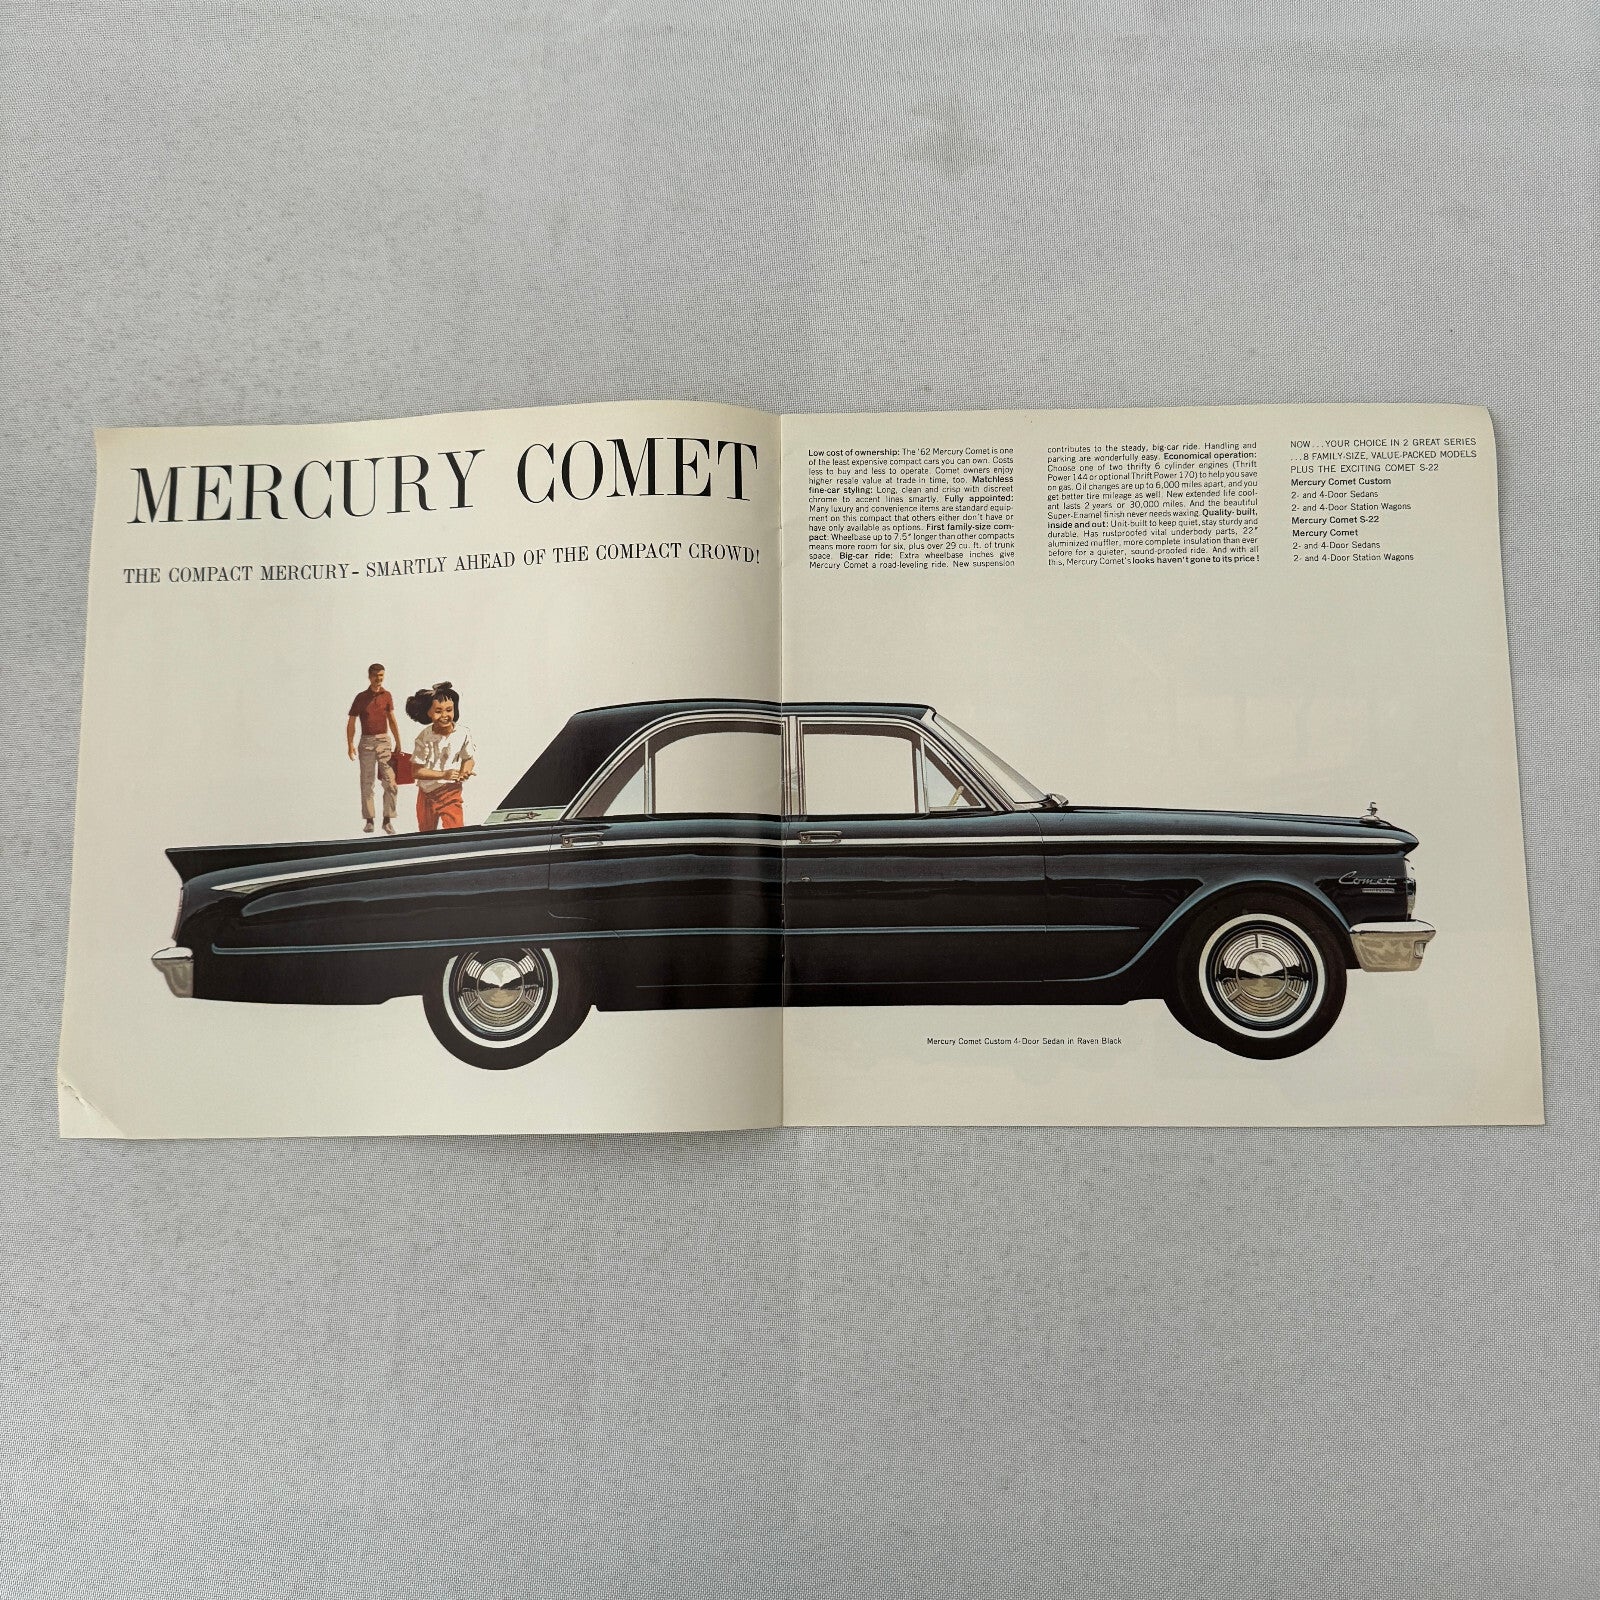 MERCURY COMET
THE COMPACT MERCURY- SMARTLY AHEAD OF THE COMPACT CROWD!
Low cost of ownership: The '62 Mercury Comet is one
of the least expensive compact cars you can own. Costs
less to buy and less to operate. Comet owners enjoy
higher resale value at trade-in time, too. Matchless
fine-car styling: Long, clean and crisp with discreet
chrome to accent lines smartly. Fully appointed:
Many luxury and convenience items are standard equip-
ment on this compact that others either don't have or
have only available as options. First family-size com-
pact: Wheelbase up to 7.5" longer than other compacts
means more room for six, plus over 29 cu. ft. of trunk
space. Big-car ride: Extra wheelbase inches give
Mercury Comet a road-leveling ride. New suspension
contributes to the steady, big-car ride. Handling and
parking are wonderfully easy. Economical operation:
Choose one of two thrifty 6 cylinder engines (Thrift
Power 144 or optional Thrift Power 170) to help you save
on gas. Oil changes are up to 6,000 miles apart, and you
get better tire mileage as well. New extended life cool-
ant lasts 2 years or 30,000 miles. And the beautiful
Super-Enamel finish never needs waxing. Quality-built,
inside and out: Unit-built to keep quiet, stay sturdy and
durable. Has rustproofed vital underbody parts, 22"
aluminized muffler, more complete insulation than ever
before for a quieter, sound-proofed ride. And with all
this, Mercury Comet's looks haven't gone to its price!
NOW...YOUR CHOICE IN 2 GREAT SERIES
...8 FAMILY-SIZE, VALUE-PACKED MODELS
PLUS THE EXCITING COMET S-22
Mercury Comet Custom
2- and 4-Door Sedans
2- and 4-Door Station Wagons
Mercury Comet S-22
Mercury Comet
2- and 4-Door Sedans
2- and 4-Door Station Wagons
Comet
Mercury Comet Custom 4-Door Sedan in Raven Black